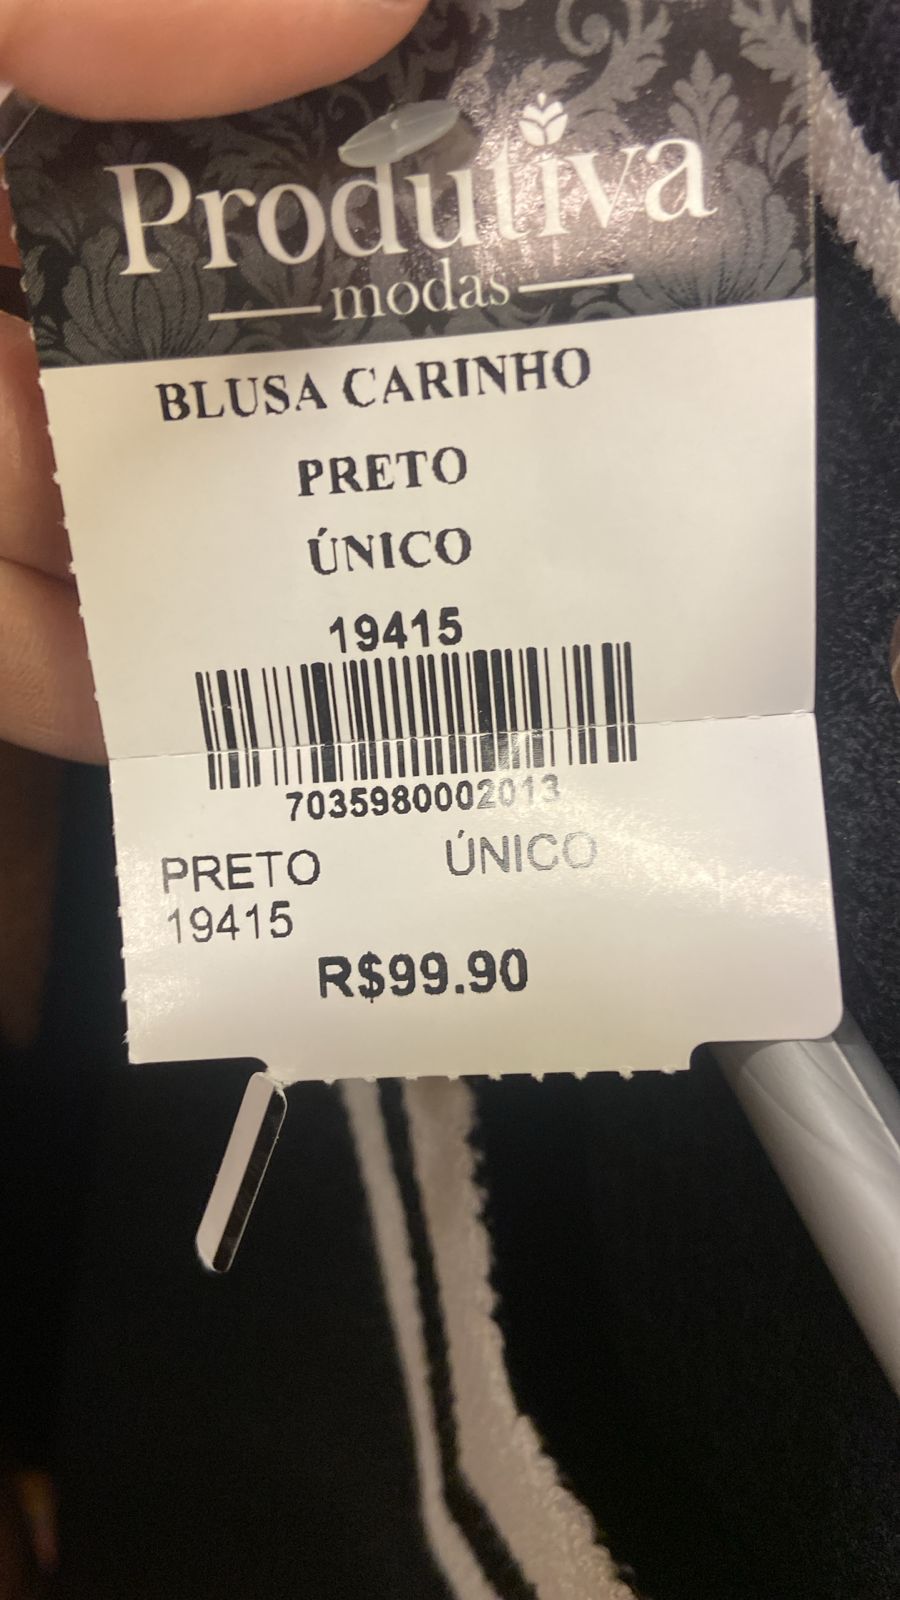 Produtiva
modas
BLUSA CARINHO
PRETO
ÚNICO
19415
7035980002013
PRETO ÚNICO
19415
R$99.90